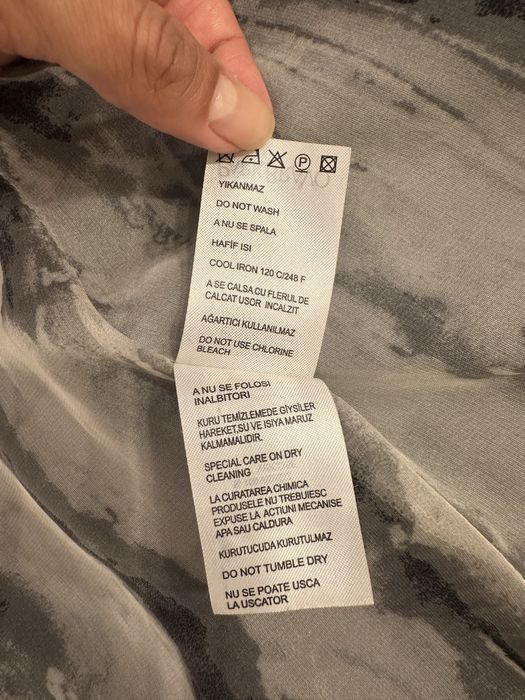 YIKANMAZ
DO NOT WASH
A NU SE SPALA
HAFİF ISI
COOL IRON 120 C/248 F
A SE CALSA CU FLERUL DE
CALCAT USOR INCALZIT
AĞARTICI KULLANILMAZ
DO NOT USE CHLORINE
BLEACH
A NU SE FOLOSI
INALBITORI
KURU TEMİZLEMEDE GİYSİLER
HAREKET,SU VE ISIYA MARUZ
KALMAMALIDIR.
SPECIAL CARE ON DRY
CLEANING
LA CURATAREA CHIMICA
PRODUSELE NU TREBUIESC
EXPUSE LA ACTIUNI MECANISE
APA SAU CALDURA
KURUTUCUDA KURUTULMAZ
DO NOT TUMBLE DRY
NU SE POATE USCA
LA USCATOR